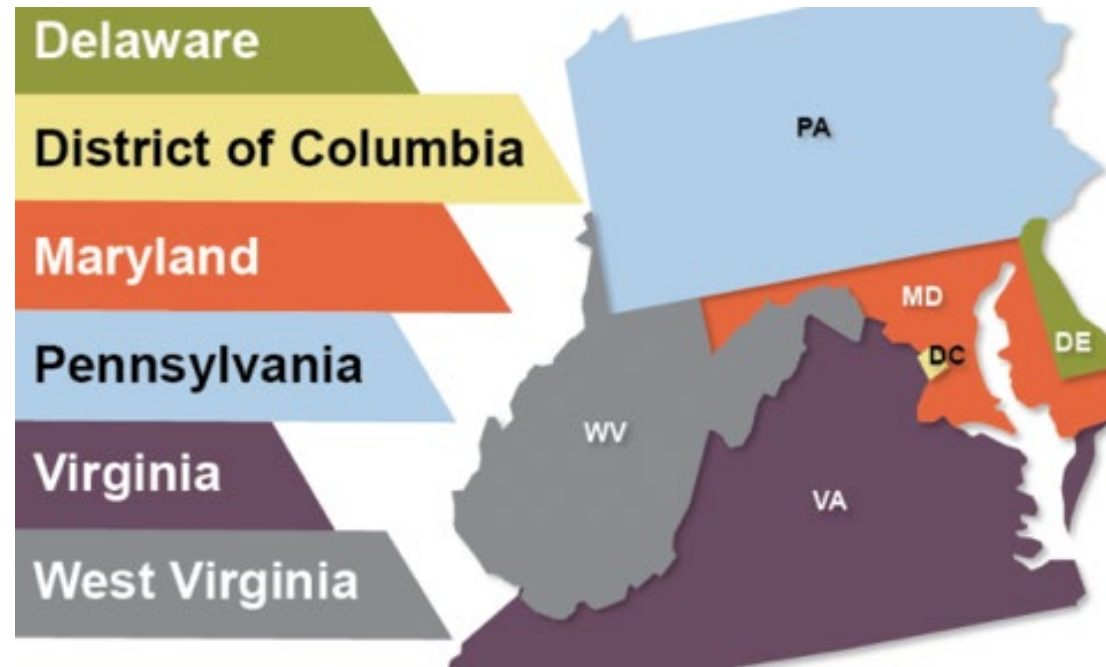 Delaware
District of Columbia
Maryland
Pennsylvania
Virginia
West Virginia
PA
MD
DC
DE
WV
VA